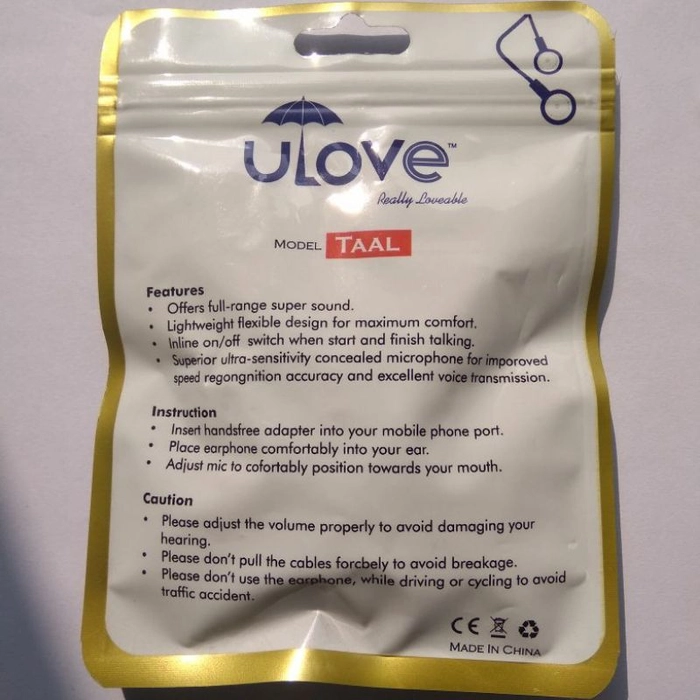 uLove™
Really Loveable
MODEL TAAL
Features
• Offers full-range super sound.
• Lightweight flexible design for maximum comfort.
• Inline on/off switch when start and finish talking.
• Superior ultra-sensitivity concealed microphone for imporoved
speed regongnition accuracy and excellent voice transmission.
Instruction
• Insert handsfree adapter into your mobile phone port.
• Place earphone comfortably into your ear.
• Adjust mic to cofortably position towards your mouth.
Caution
• Please adjust the volume properly to avoid damaging your
hearing.
• Please don't pull the cables forcbely to avoid breakage.
• Please don't use the earphone, while driving or cycling to avoid
traffic accident.
CE
MADE IN CHINA